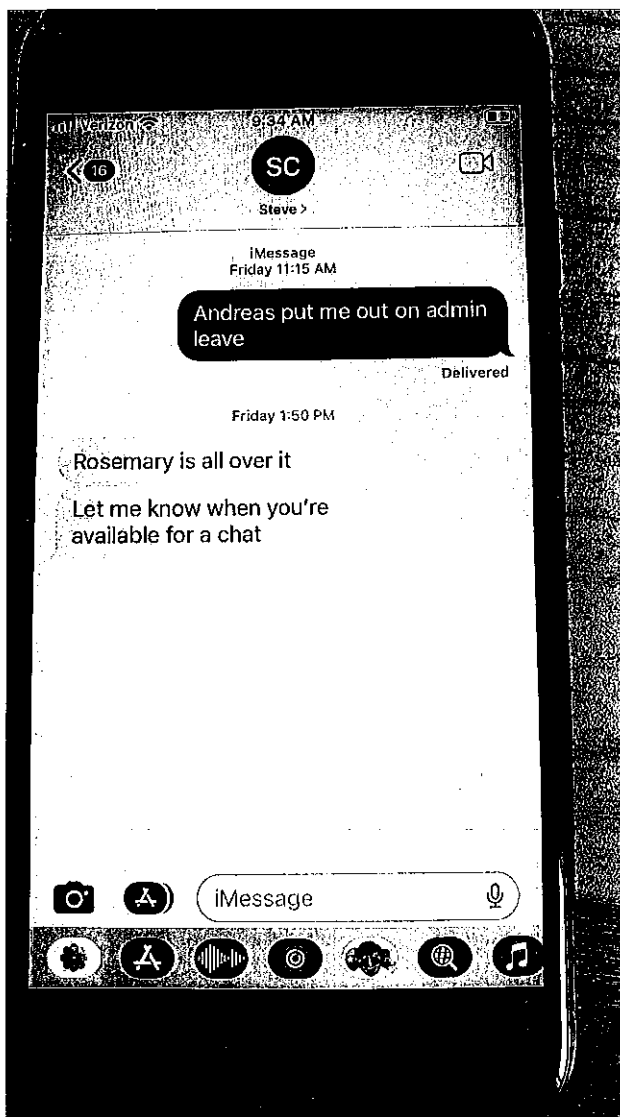 verizon
9:34 AM
16
SC
Steve >
iMessage
Friday 11:15 AM
Andreas put me out on admin
leave
Delivered
Friday 1:50 PM
Rosemary is all over it
Let me know when you're
available for a chat
iMessage